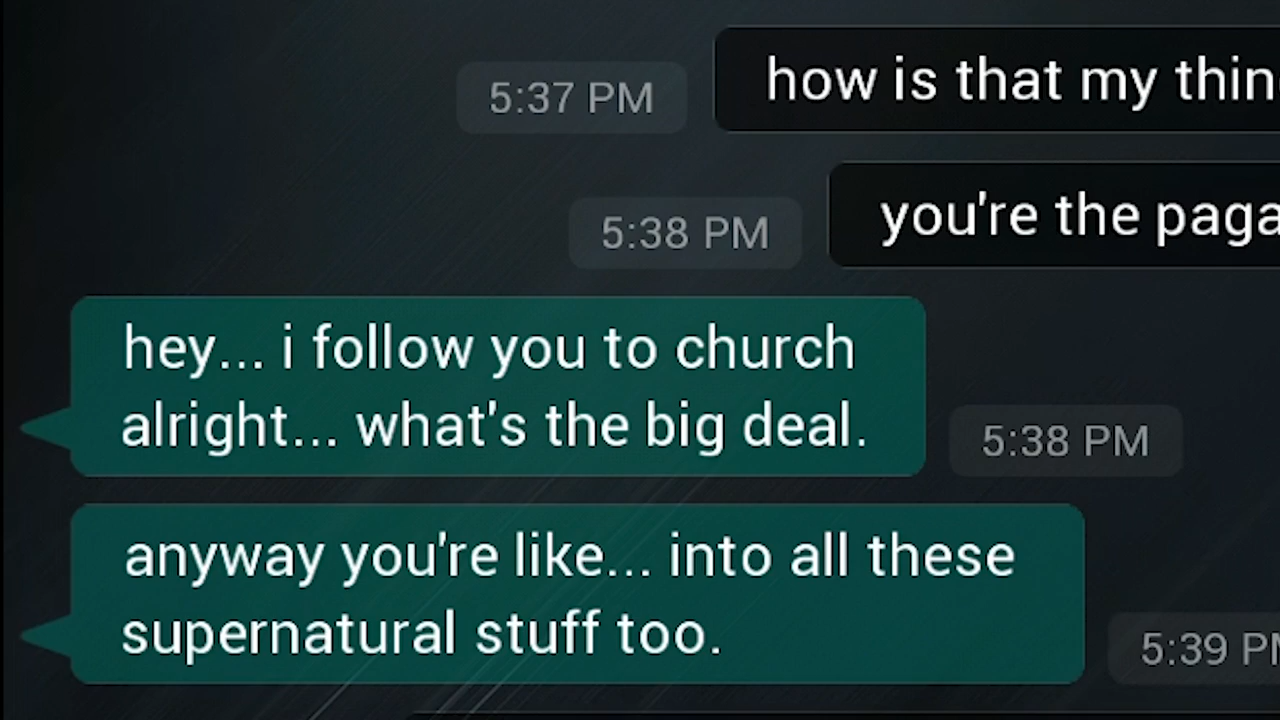 5:37 PM
how is that my
5:38 PM
you're the
hey... i follow you to church
alright... what's the big deal.
5:38 PM
anyway you're like... into all these
supernatural stuff too.
5:39